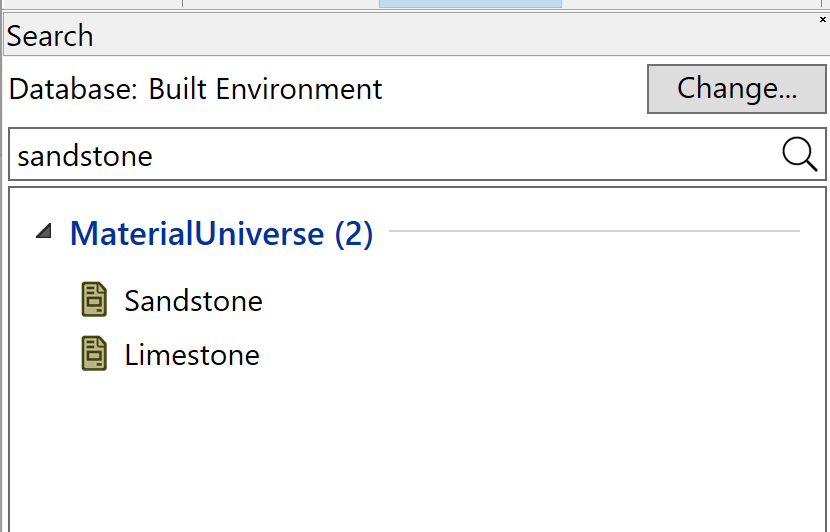 Search
Database: Built Environment
Change...
sandstone
MaterialUniverse (2)
Sandstone
Limestone